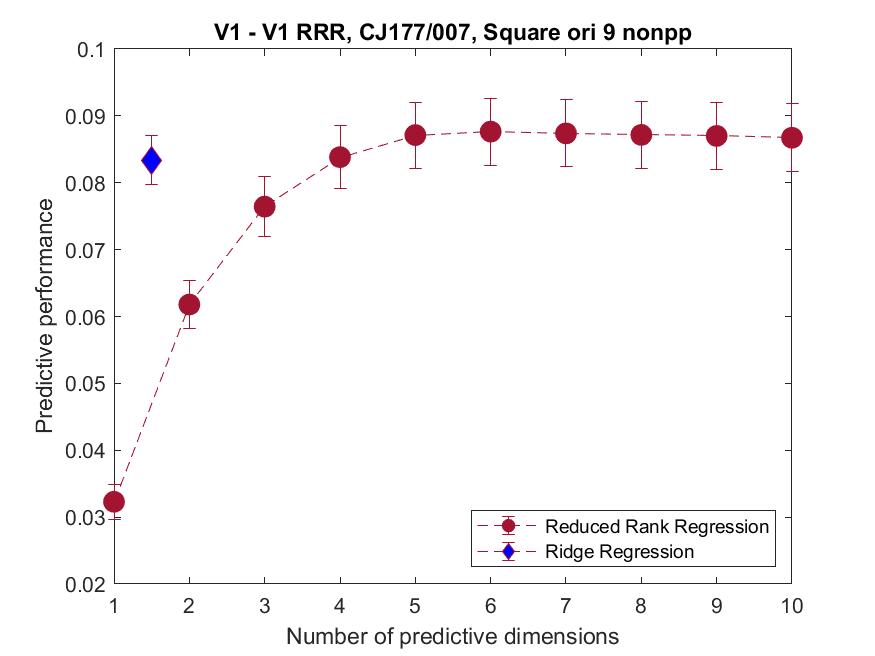 V1 - V1 RRR, CJ177/007, Square ori 9 nonpp
0.1
0.09
0.08
0.07
0.06
0.05
0.04
0.03
0.02
Predictive performance
1 2 3 4 5 6 7 8 9 10
Number of predictive dimensions
Reduced Rank Regression
Ridge Regression